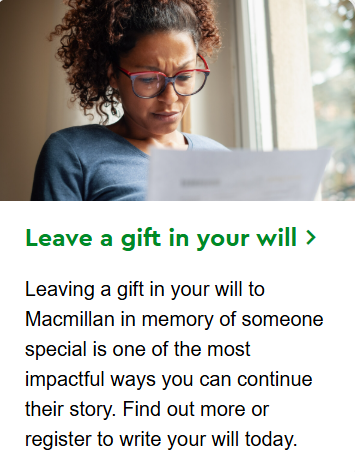 Leave a gift in your will >
Leaving a gift in your will to
Macmillan in memory of someone
special is one of the most
impactful ways you can continue
their story. Find out more or
register to write your will today.